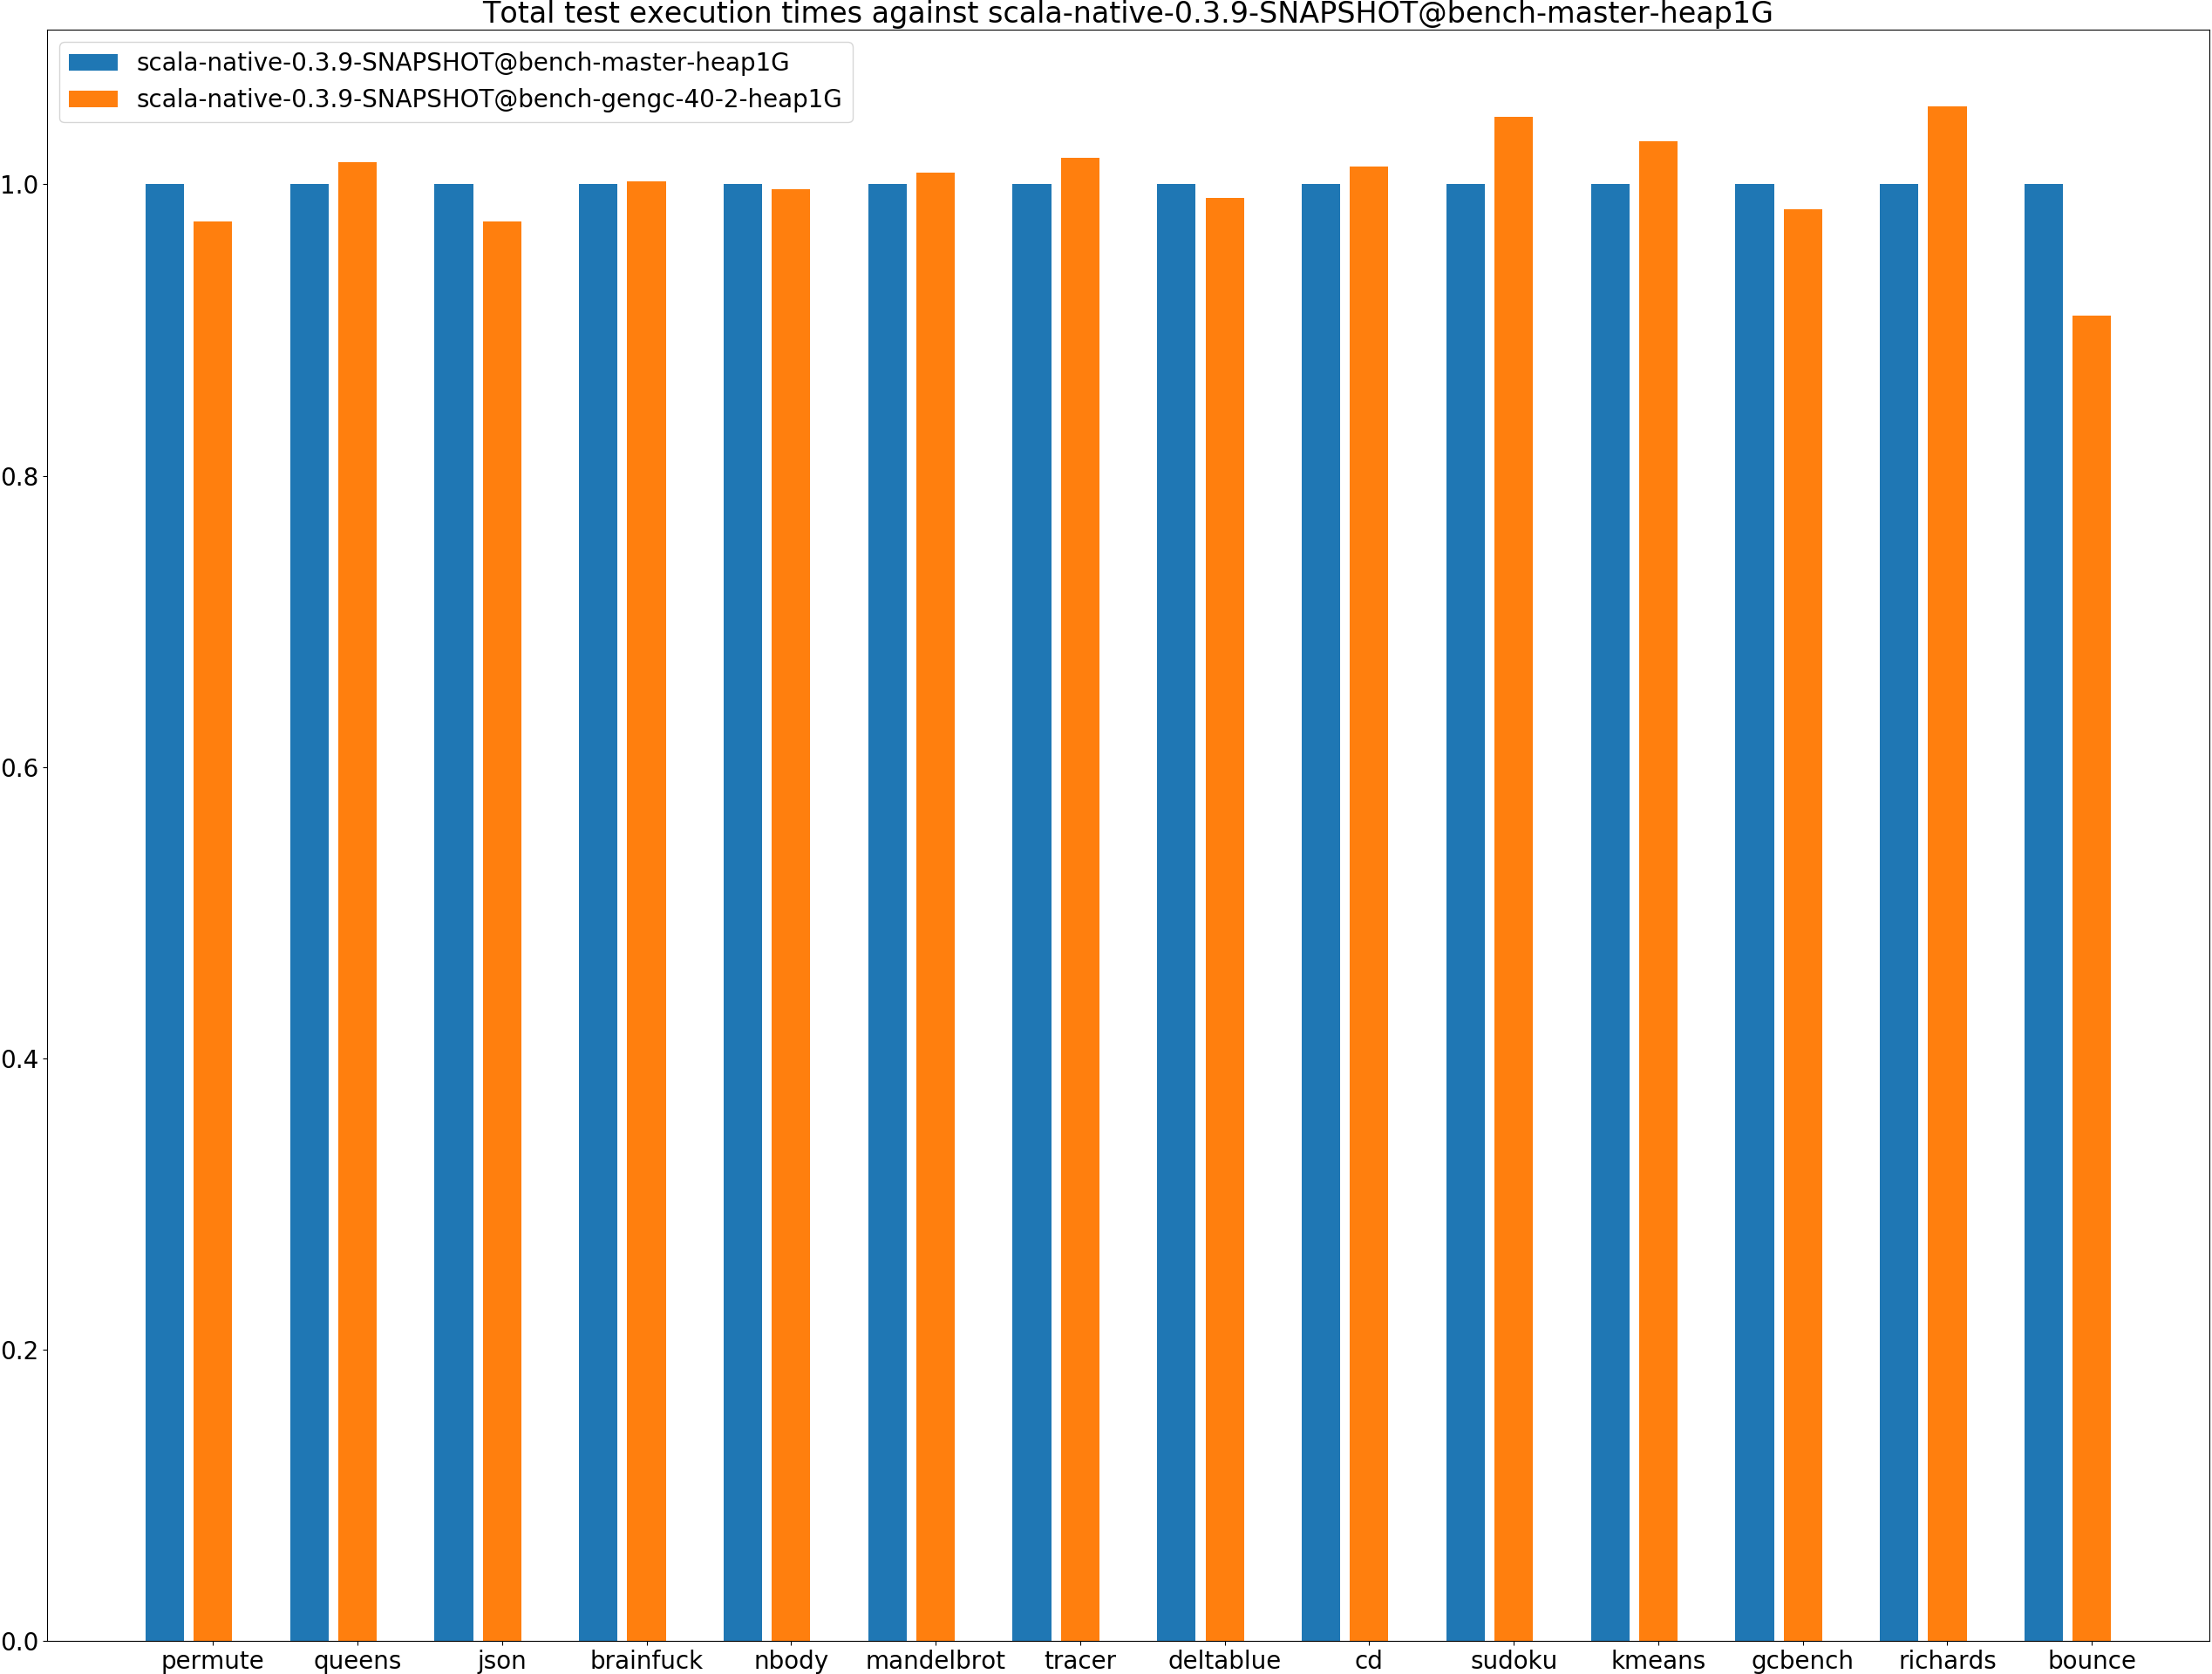 Total test execution times against scala-native-0.3.9-SNAPSHOT@bench-master-heap1G
scala-native-0.3.9-SNAPSHOT@bench-master-heap1G
scala-native-0.3.9-SNAPSHOT@bench-gengc-40-2-heap1G
1.0
0.8
0.6
0.4
0.2
0.0
permute queens json brainfuck nbody mandelbrot tracer deltablue cd sudoku kmeans gcbench richards bounce